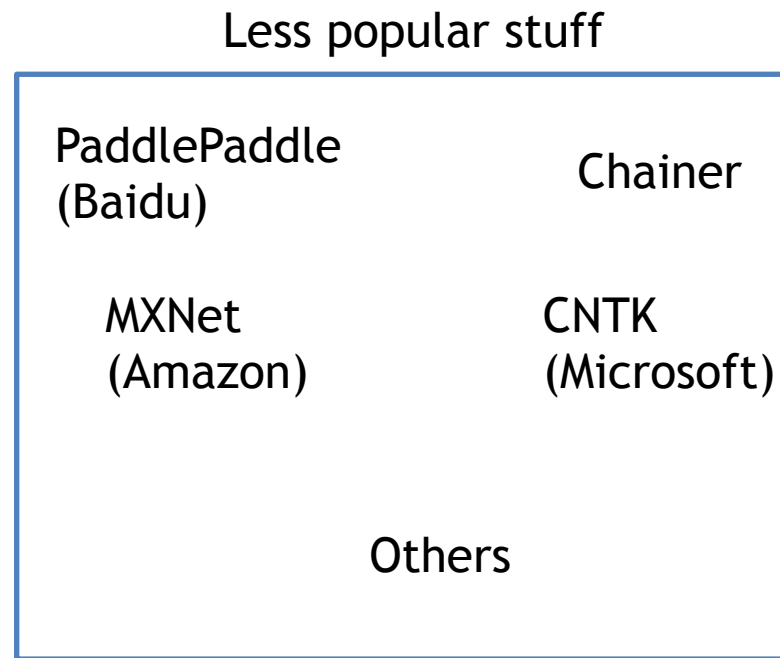 Less popular stuff
PaddlePaddle
(Baidu)
Chainer
MXNet
(Amazon)
CNTK
(Microsoft)
Others